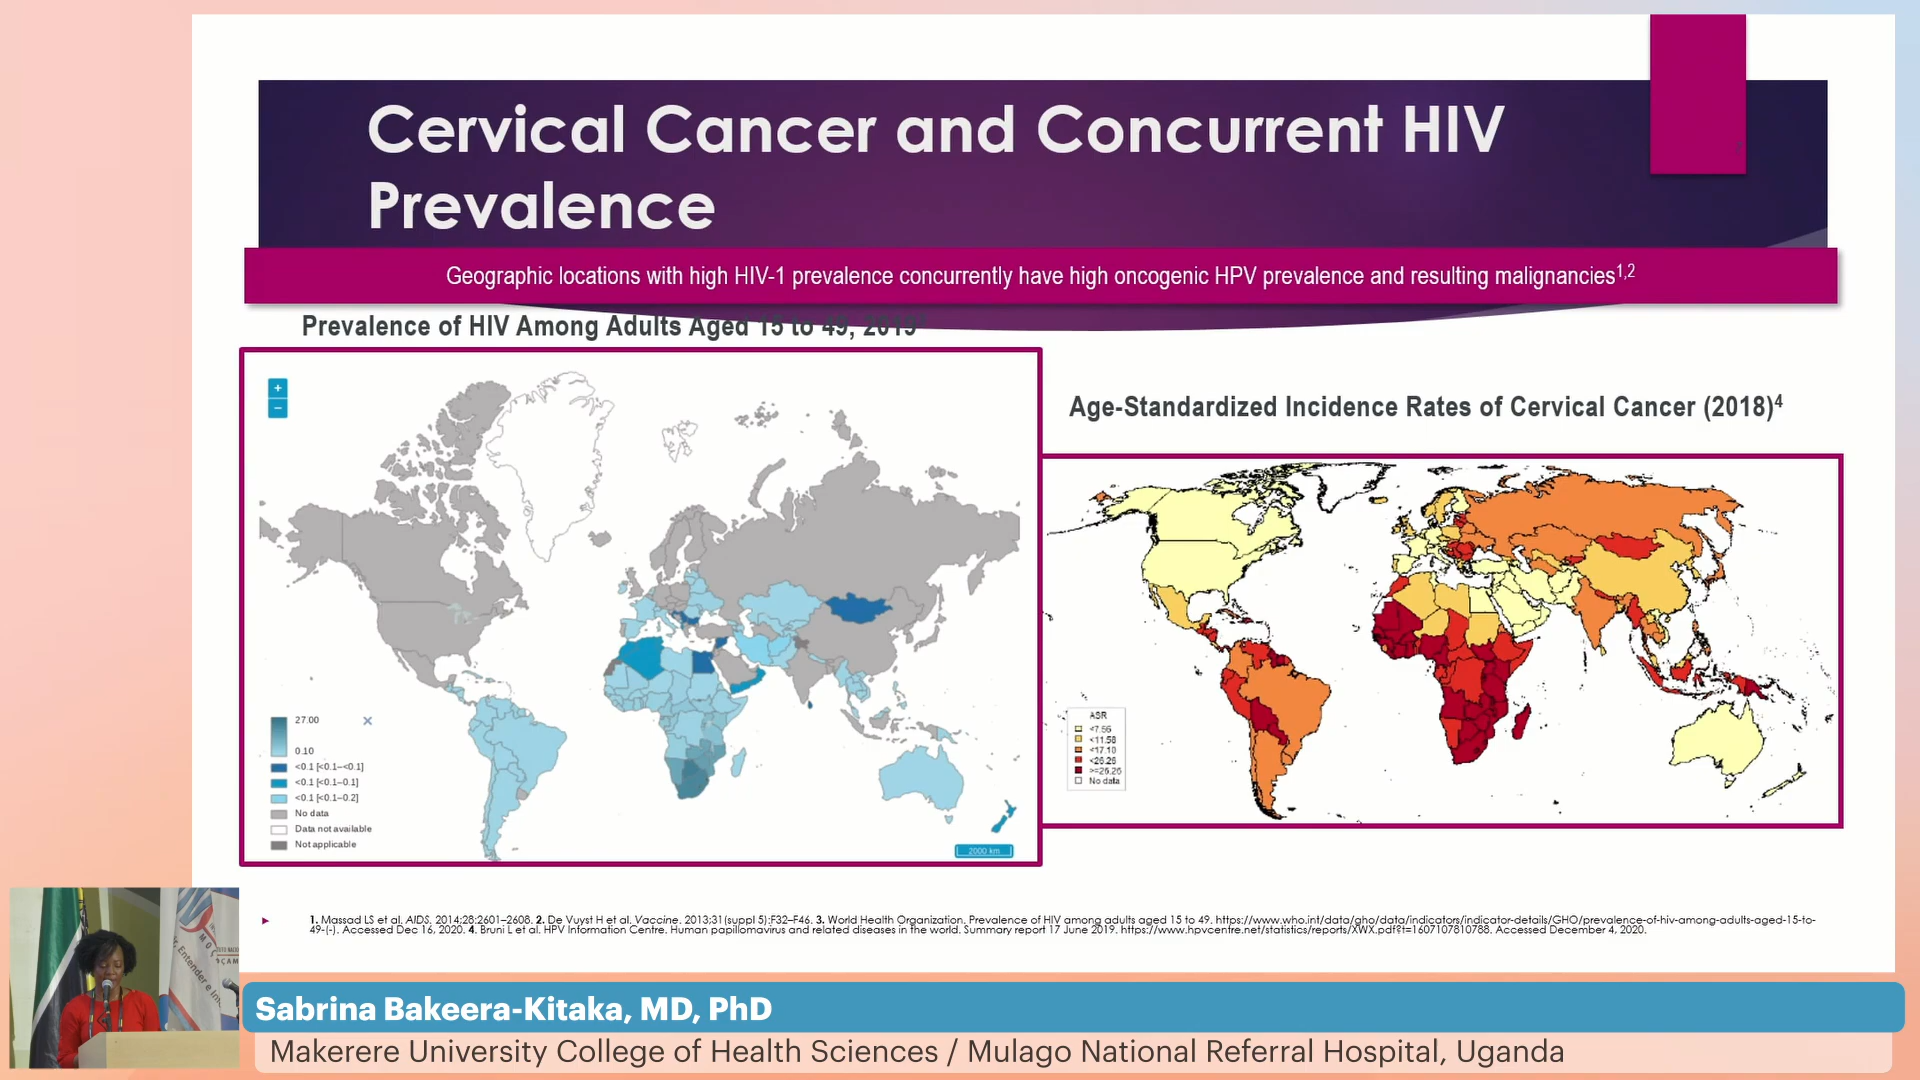 Cervical Cancer and Concurrent HIV
Prevalence
Geographic locations with high HIV-1 prevalence concurrently have high oncogenic HPV prevalence and resulting malignancies1,2
Prevalence of HIV Among Adults Aged 15 to 49, 2019
Age-Standardized Incidence Rates of Cervical Cancer (2018)4
+
−
27.00
0.10
<0.1 [<0.1–<0.1]
<0.1 [<0.1–0.1]
<0.1 [<0.1–0.2]
No data
Data not available
Not applicable
2000 km
ASR
<7.56
<11.58
<17.10
<26.26
>=26.26
No data
1. Massad LS et al. AIDS. 2014;28:2601–2608. 2. De Vuyst H et al. Vaccine. 2013;31(suppl 5):F32–F46. 3. World Health Organization. Prevalence of HIV among adults aged 15 to 49. https://www.who.int/data/gho/data/indicators/indicator-details/GHO/prevalence-of-hiv-among-adults-aged-15-to-
49-(-). Accessed Dec 16, 2020. 4. Bruni L et al. HPV Information Centre. Human papillomavirus and related diseases in the world. Summary report 17 June 2019. https://www.hpvcentre.net/statistics/reports/XWX.pdf?t=1607107810788. Accessed December 4, 2020.
Entender e
Sabrina Bakeera-Kitaka, MD, PhD
Makerere University College of Health Sciences / Mulago National Referral Hospital, Uganda